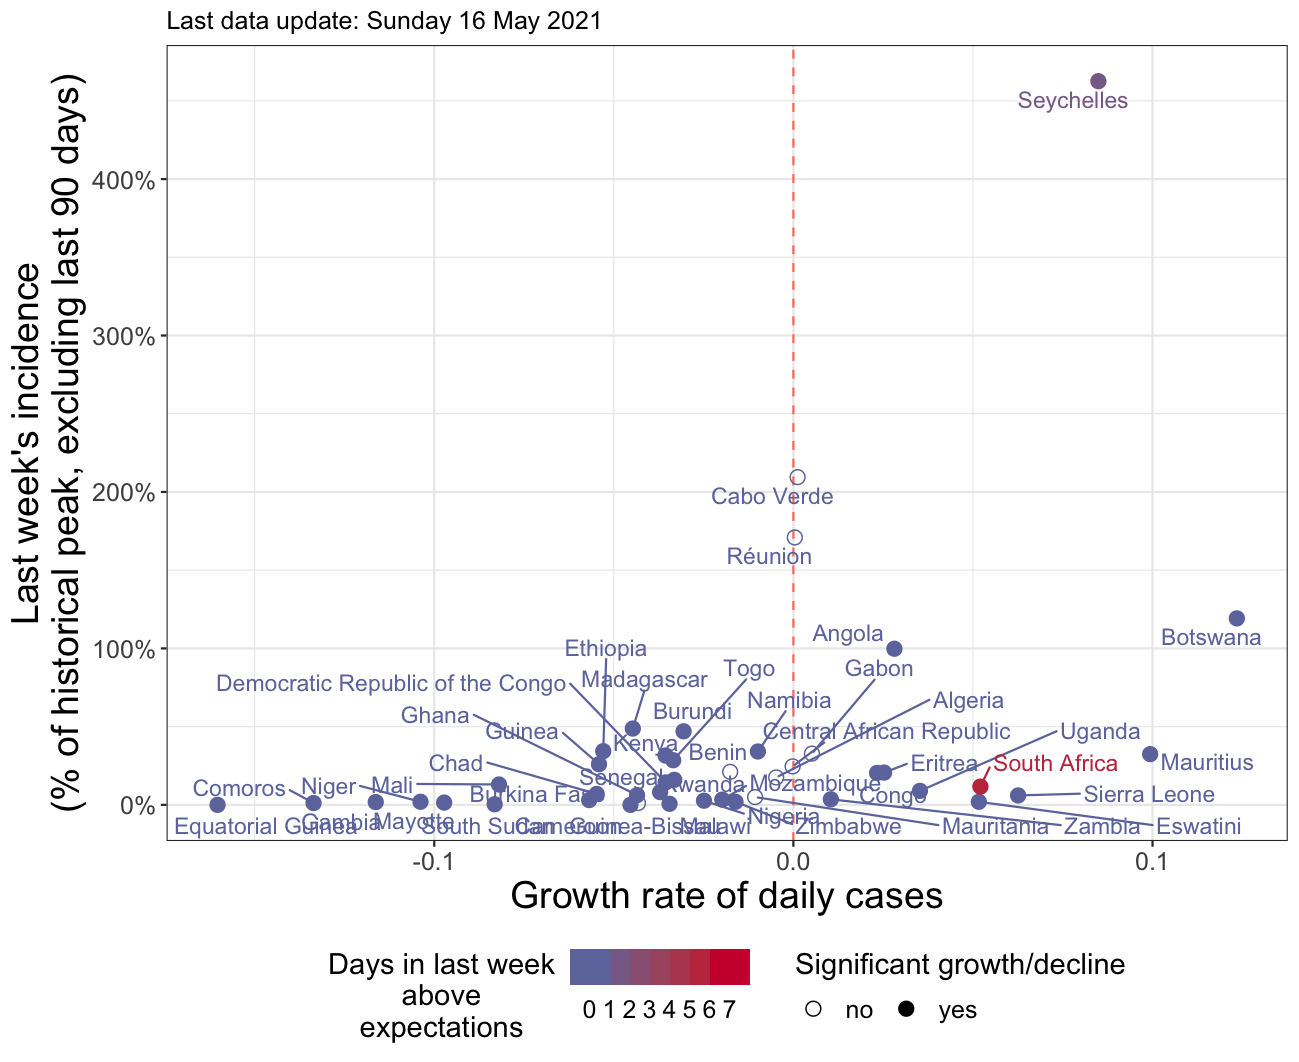 Last data update: Sunday 16 May 2021
Last week's incidence
(% of historical peak, excluding last 90 days)
400%
300%
200%
100%
0%
Seychelles
Cabo Verde
Réunion
Botswana
Angola
Ethiopia
Togo
Gabon
Democratic Republic of the Congo
Madagascar
Namibia
Algeria
Ghana
Burundi
Guinea
Central African Republic
Uganda
Kenya
Benin
Chad
Eritrea
South Africa
Mauritius
Senegal
Comoros
Niger
Mali
Burkina Fa
Rwanda
Mozambique
Congo
Sierra Leone
Nigeria
Equatorial Guinea
Gambia
Mayotte
South Sudan
Cameroon
Guinea-Bissau
Malawi
Zimbabwe
Mauritania
Zambia
Eswatini
-0.1
0.0
0.1
Growth rate of daily cases
Days in last week
above
expectations
0 1 2 3 4 5 6 7
Significant growth/decline
no
yes